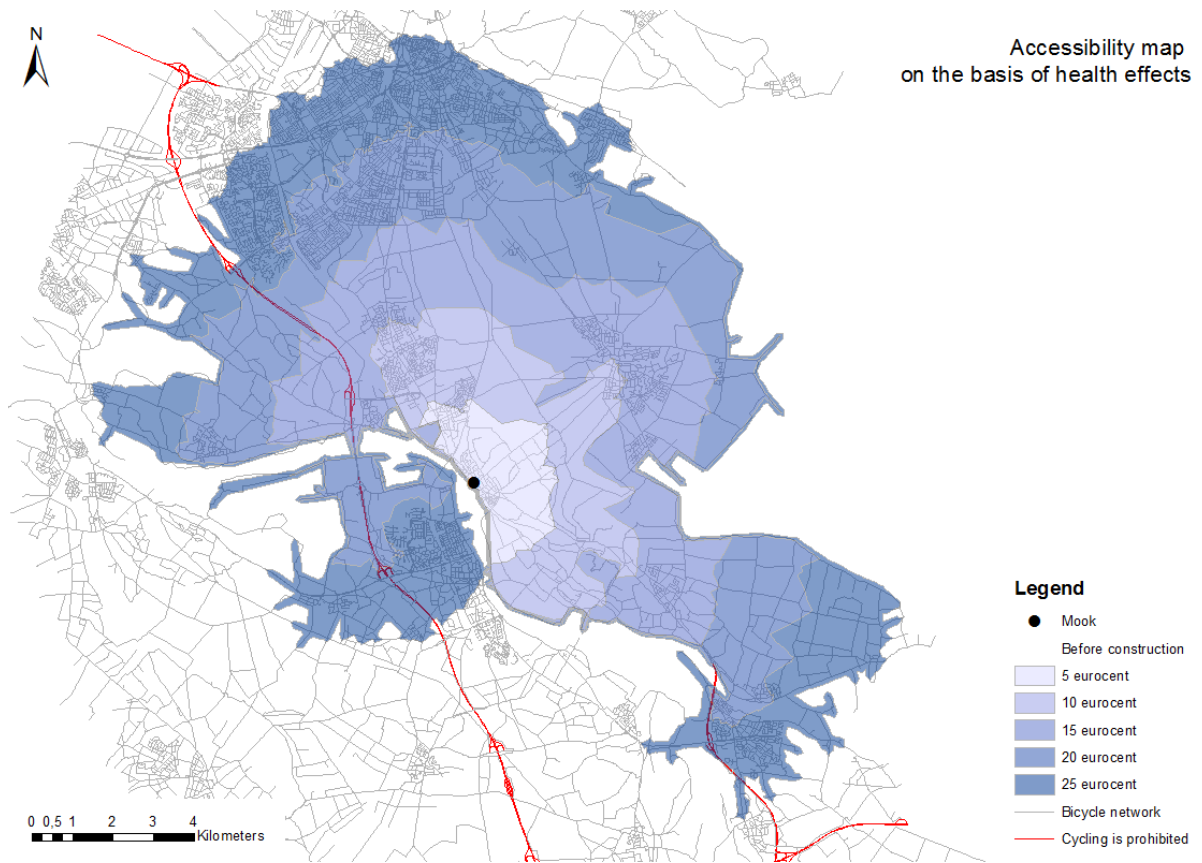 N
Accessibility map
on the basis of health effects
Legend
Mook
Before construction
5 eurocent
10 eurocent
15 eurocent
20 eurocent
25 eurocent
Bicycle network
Cycling is prohibited
0 0,5 1 2 3 4
Kilometers